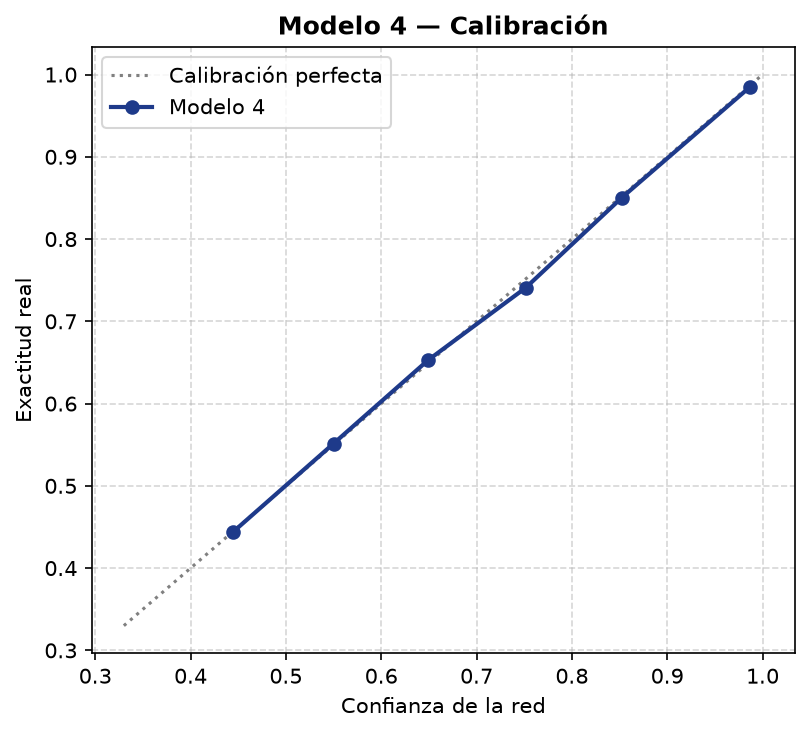 Modelo 4 — Calibración
Calibración perfecta
Modelo 4
1.0
0.9
0.8
0.7
0.6
0.5
0.4
0.3
Exactitud real
0.3 0.4 0.5 0.6 0.7 0.8 0.9 1.0
Confianza de la red